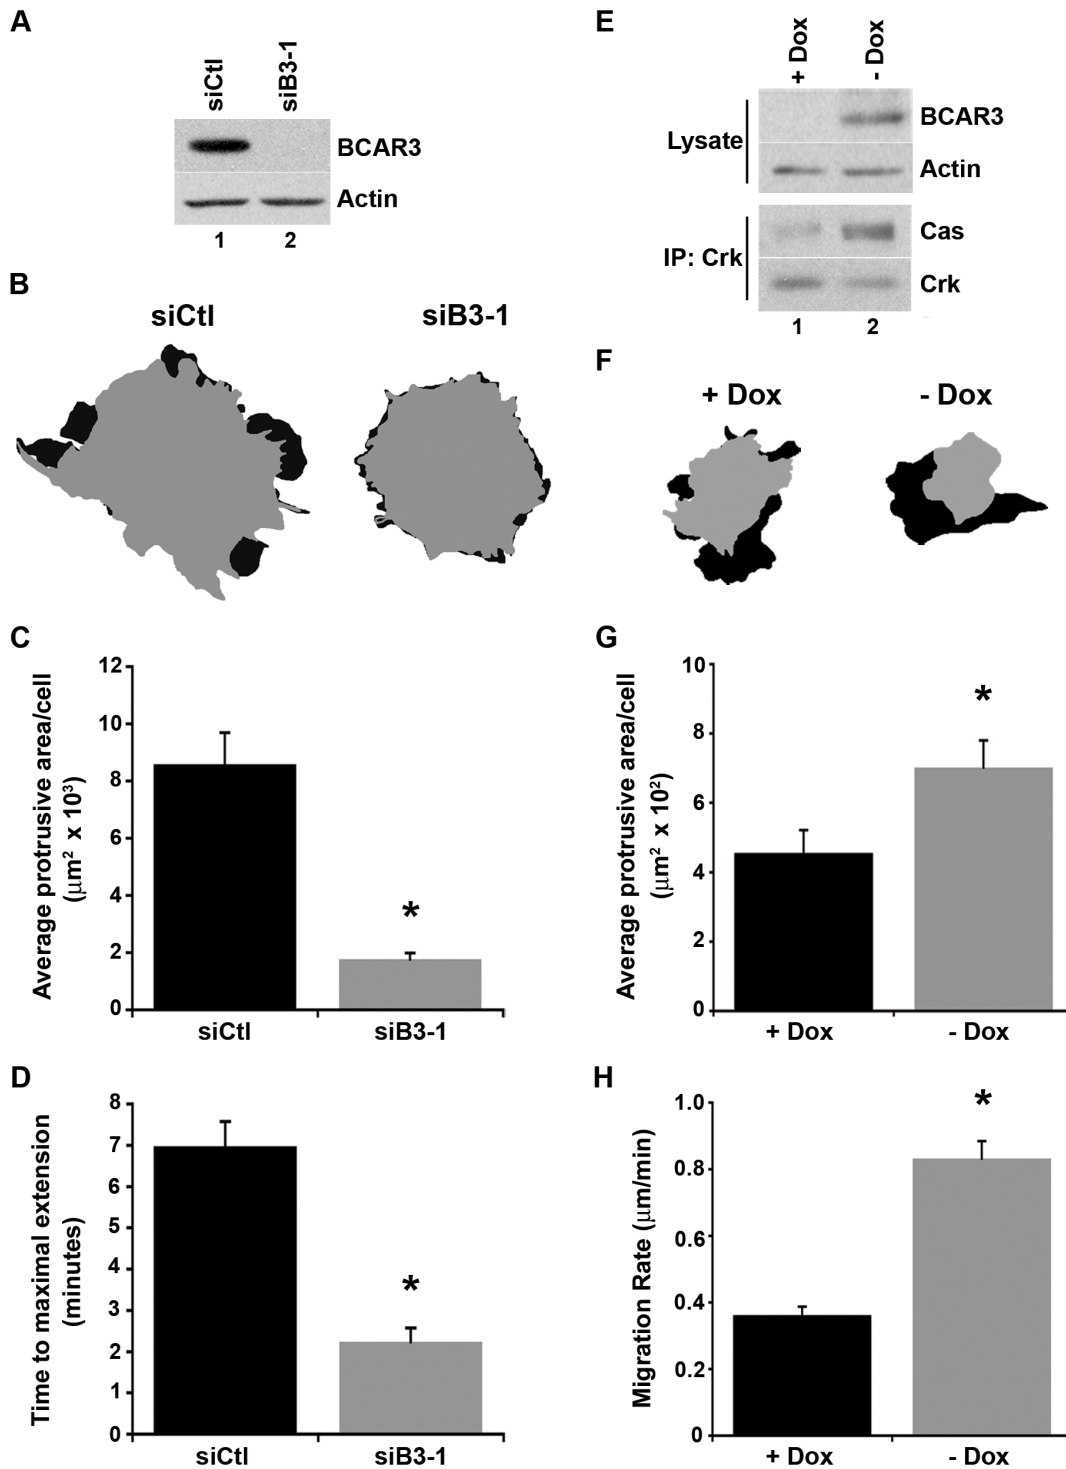 A
siCtl
siB3-1
BCAR3
Actin
1 2
B
siCtl siB3-1
C
Average protrusive area/cell
(μm² x 10³)
12
10
8
6
4
2
0
*
siCtl siB3-1
D
Time to maximal extension
(minutes)
8
7
6
5
4
3
2
1
0
*
siCtl siB3-1
E
+ Dox
- Dox
Lysate
BCAR3
Actin
IP: Crk
Cas
Crk
1 2
F
+ Dox - Dox
G
Average protrusive area/cell
(μm² x 10²)
10
8
6
4
2
0
*
+ Dox - Dox
H
Migration Rate (μm/min)
1.0
0.8
0.6
0.4
0.2
0
*
+ Dox - Dox